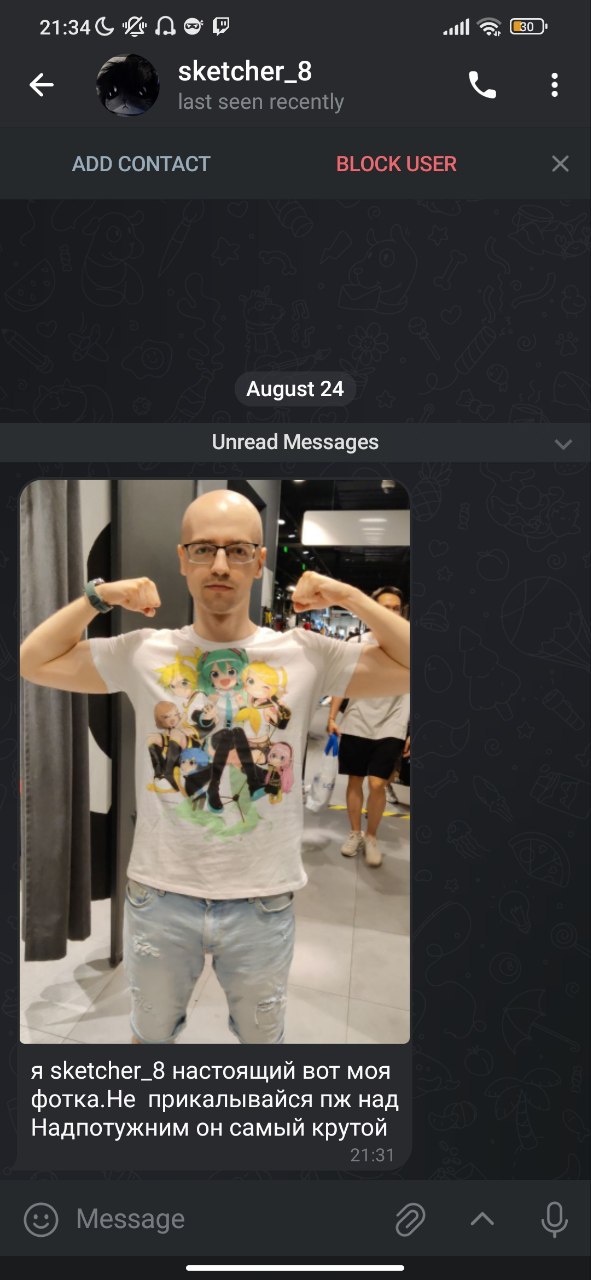 21:34
30
sketcher_8
last seen recently
ADD CONTACT
BLOCK USER
August 24
Unread Messages
я sketcher_8 настоящий вот моя
фотка.Не прикалывайся пж над
Надпотужним он самый крутой
21:31
Message